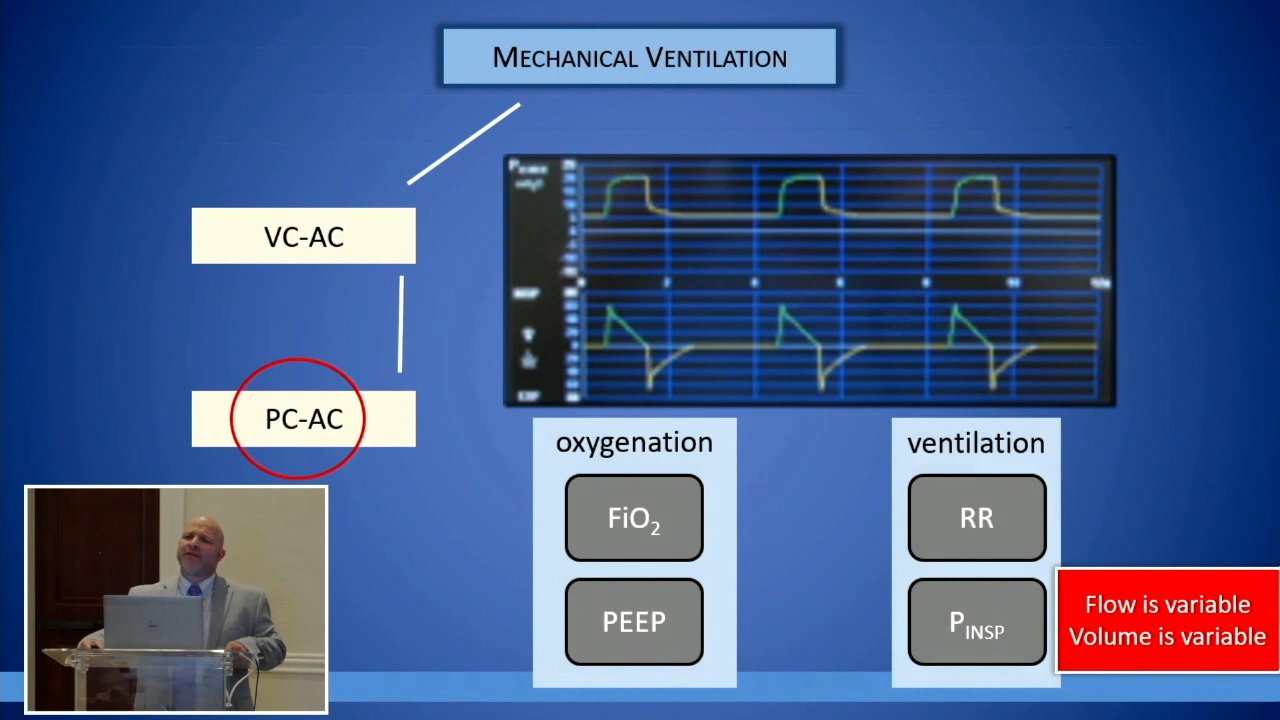 MECHANICAL VENTILATION
VC-AC
PC-AC
oxygenation
FiO2
PEEP
ventilation
RR
PINSP
Flow is variable
Volume is variable